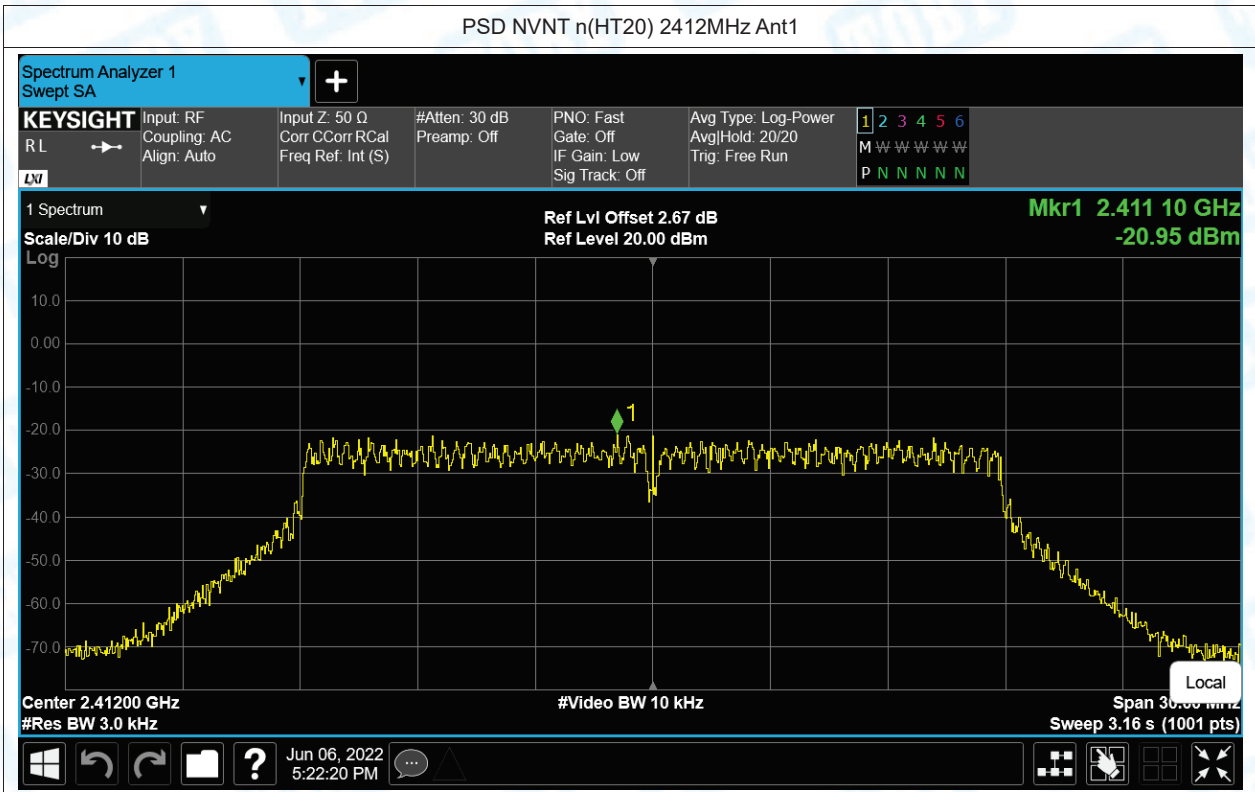 PSD NVNT n(HT20) 2412MHz Ant1
Spectrum Analyzer 1
Swept SA
KEYSIGHT
RL
LXI
Input: RF
Coupling: AC
Align: Auto
Input Z: 50 Ω
Corr CCorr RCal
Freq Ref: Int (S)
#Atten: 30 dB
Preamp: Off
PNO: Fast
Gate: Off
IF Gain: Low
Sig Track: Off
Avg Type: Log-Power
Avg|Hold: 20/20
Trig: Free Run
1 2 3 4 5 6
M W W W W W
P N N N N N
1 Spectrum
Scale/Div 10 dB
Ref Lvl Offset 2.67 dB
Ref Level 20.00 dBm
Mkr1 2.411 10 GHz
-20.95 dBm
Log
10.0
0.00
-10.0
-20.0
-30.0
-40.0
-50.0
-60.0
-70.0
1
Center 2.41200 GHz
#Res BW 3.0 kHz
#Video BW 10 kHz
Span 30.00 MHz
Sweep 3.16 s (1001 pts)
Local
?
Jun 06, 2022
5:22:20 PM